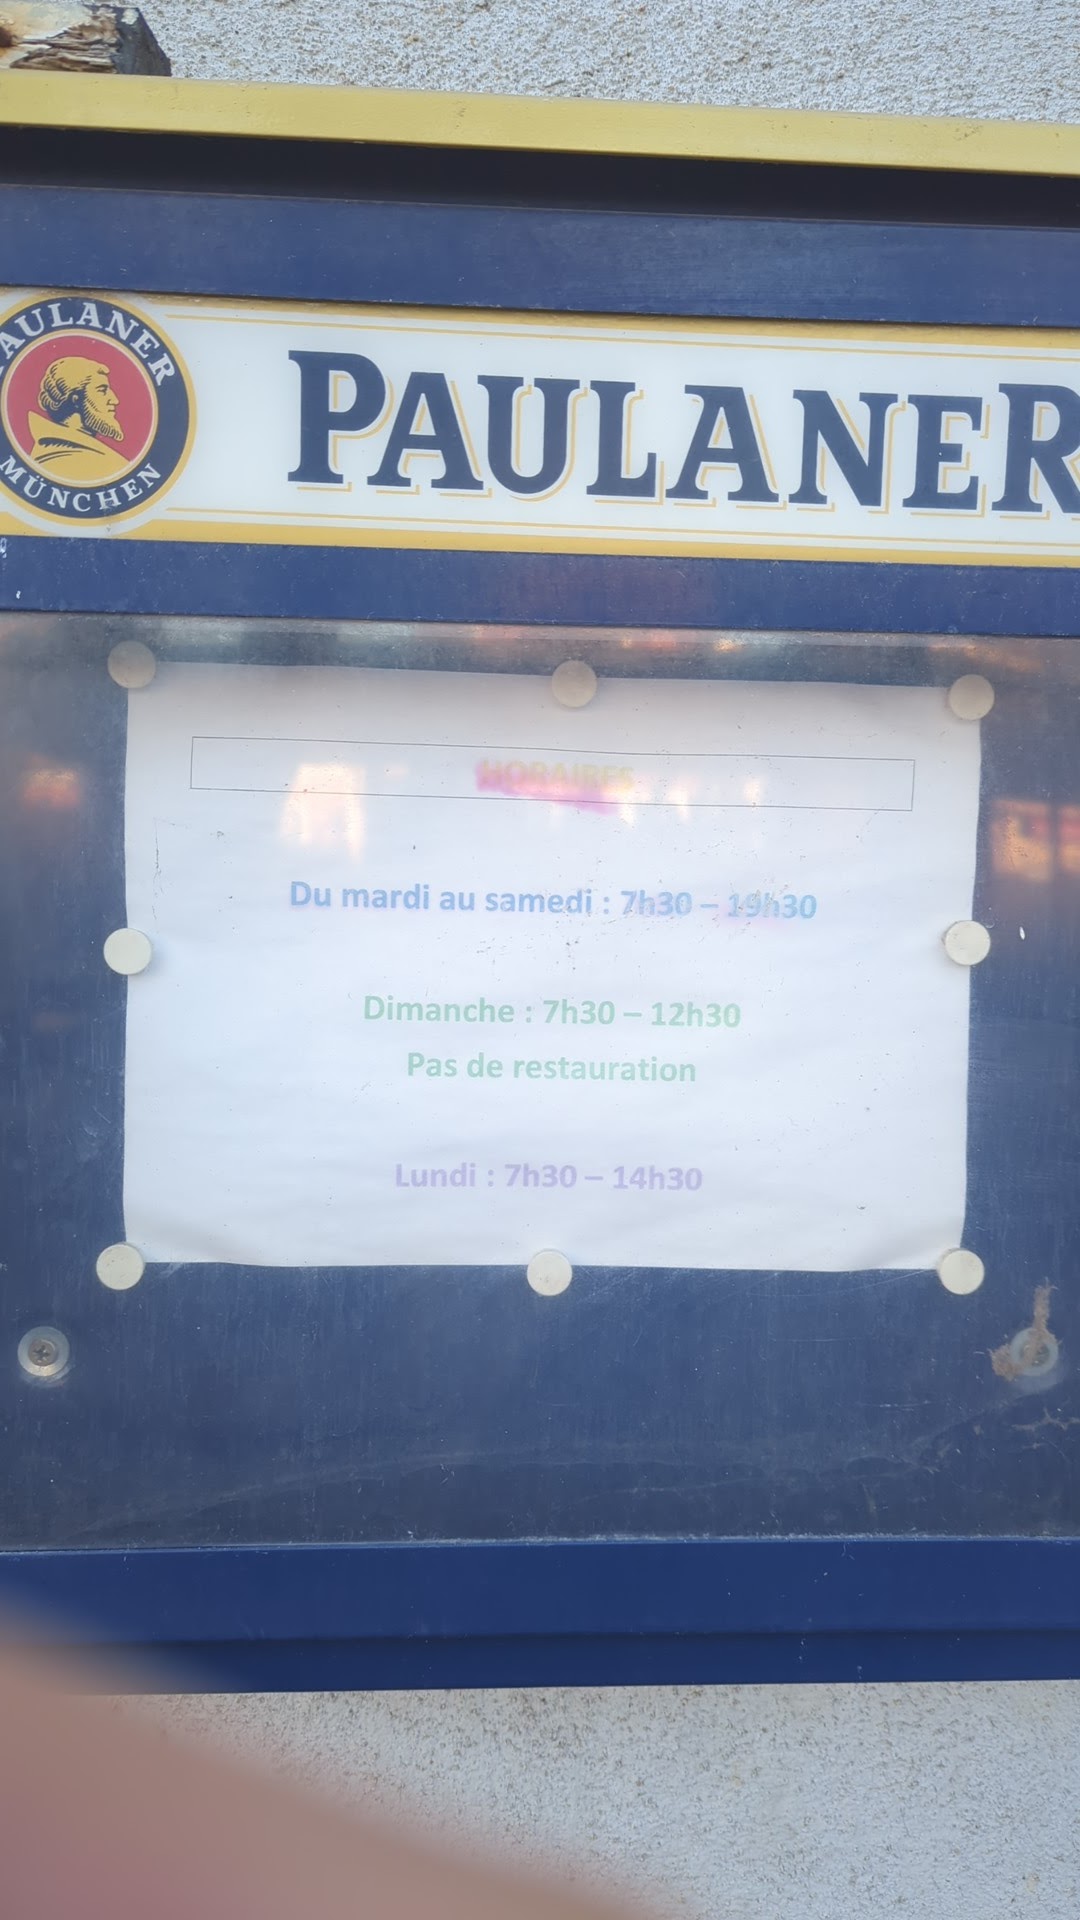 PAULANER
MÜNCHEN
PAULANER
HORAIRES
Du mardi au samedi : 7h30 – 19h30
Dimanche : 7h30 – 12h30
Pas de restauration
Lundi : 7h30 – 14h30